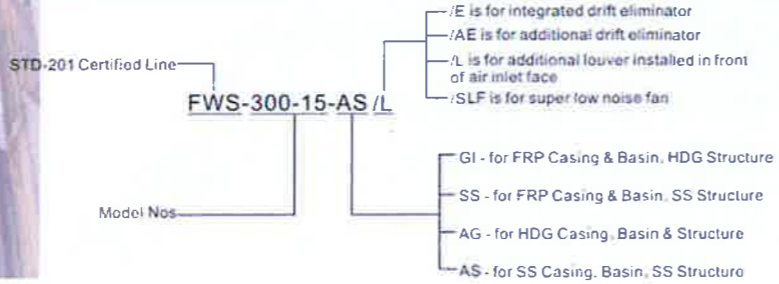 /E is for integrated drift eliminator
/AE is for additional drift eliminator
/L is for additional louver installed in front
of air inlet face
/SLF is for super low noise fan
STD-201 Certified Line
FWS-300-15-AS/L
Model Nos
GI - for FRP Casing & Basin, HDG Structure
SS - for FRP Casing & Basin, SS Structure
AG - for HDG Casing, Basin & Structure
AS - for SS Casing, Basin, SS Structure